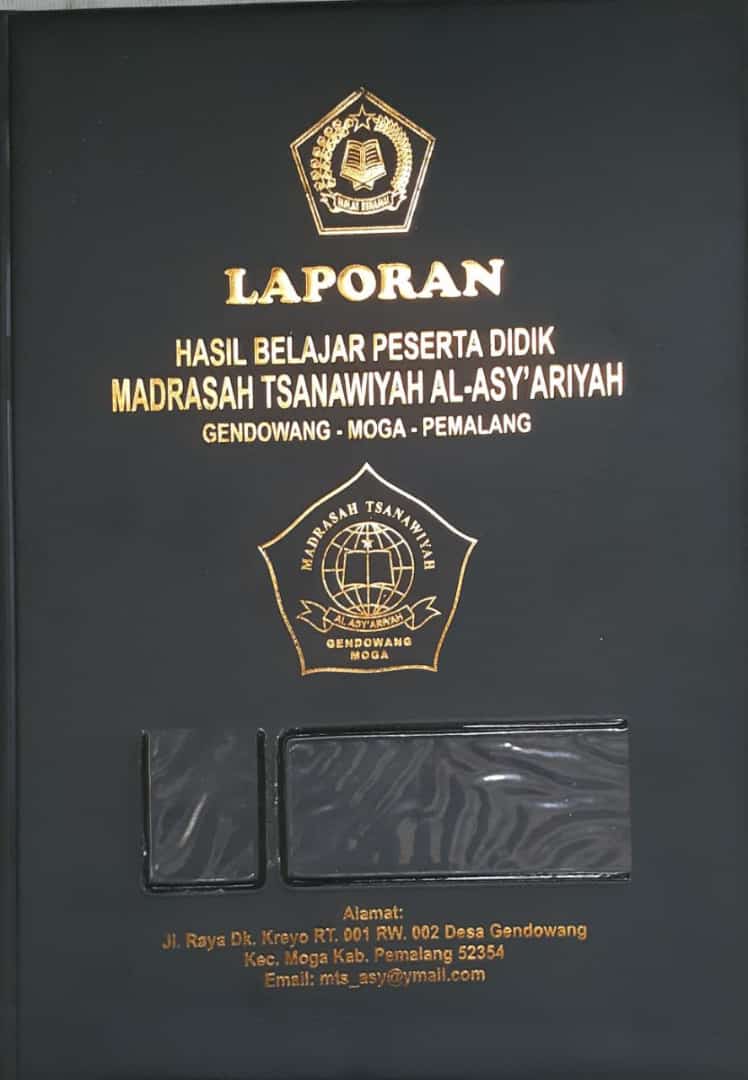 IKHLAS BERAMAL
LAPORAN
HASIL BELAJAR PESERTA DIDIK
MADRASAH TSANAWIYAH AL-ASY'ARIYAH
GENDOWANG - MOGA - PEMALANG
MADRASAH TSANAWIYAH
AL ASY'ARIYAH
GENDOWANG
MOGA
Alamat:
Jl. Raya Dk. Kreyo RT. 001 RW. 002 Desa Gendowang
Kec. Moga Kab. Pemalang 52354
Email: mts_asy@ymail.com